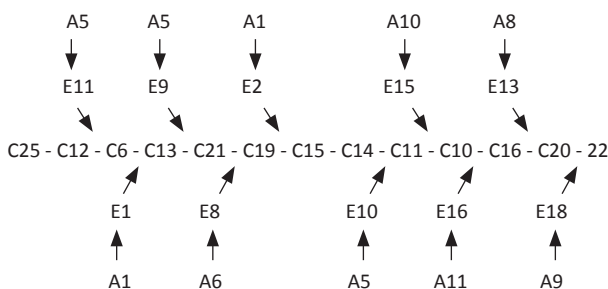 A5 A5 A1 A10 A8
E11 E9 E2 E15 E13
C25 - C12 - C6 - C13 - C21 - C19 - C15 - C14 - C11 - C10 - C16 - C20 - 22
E1 E8 E10 E16 E18
A1 A6 A5 A11 A9